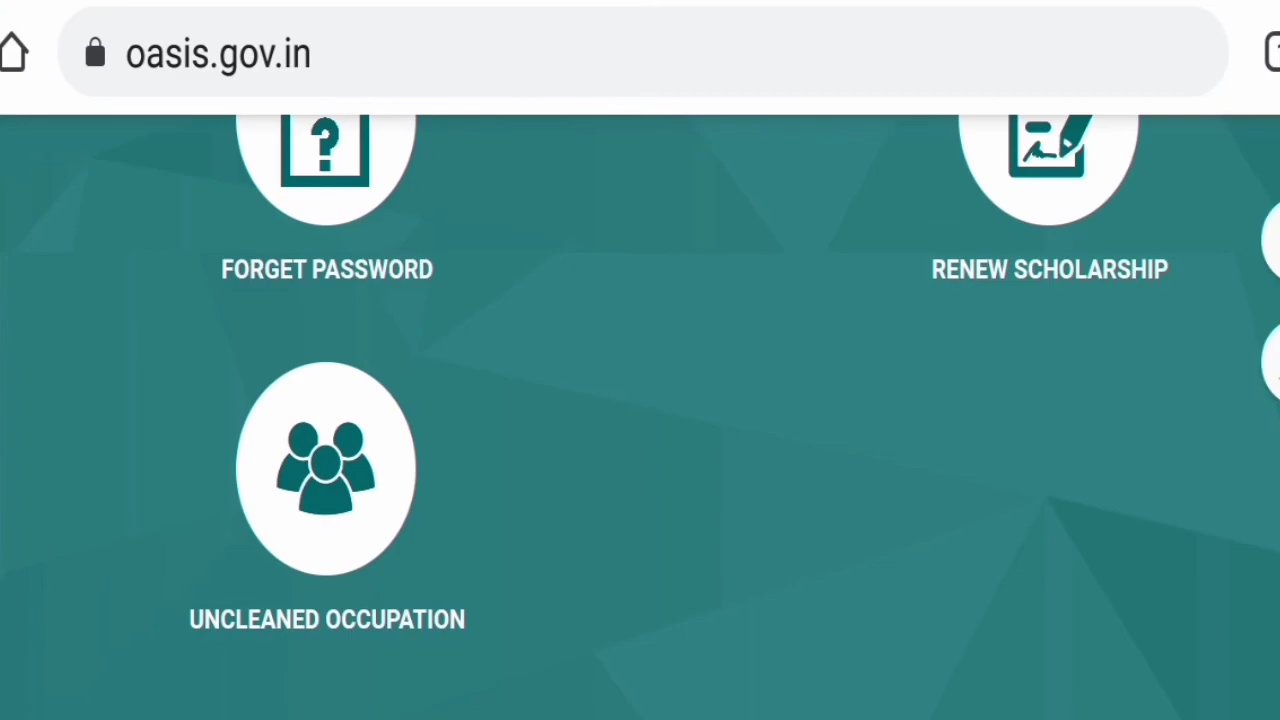 oasis.gov.in
?
FORGET PASSWORD
RENEW SCHOLARSHIP
UNCLEANED OCCUPATION